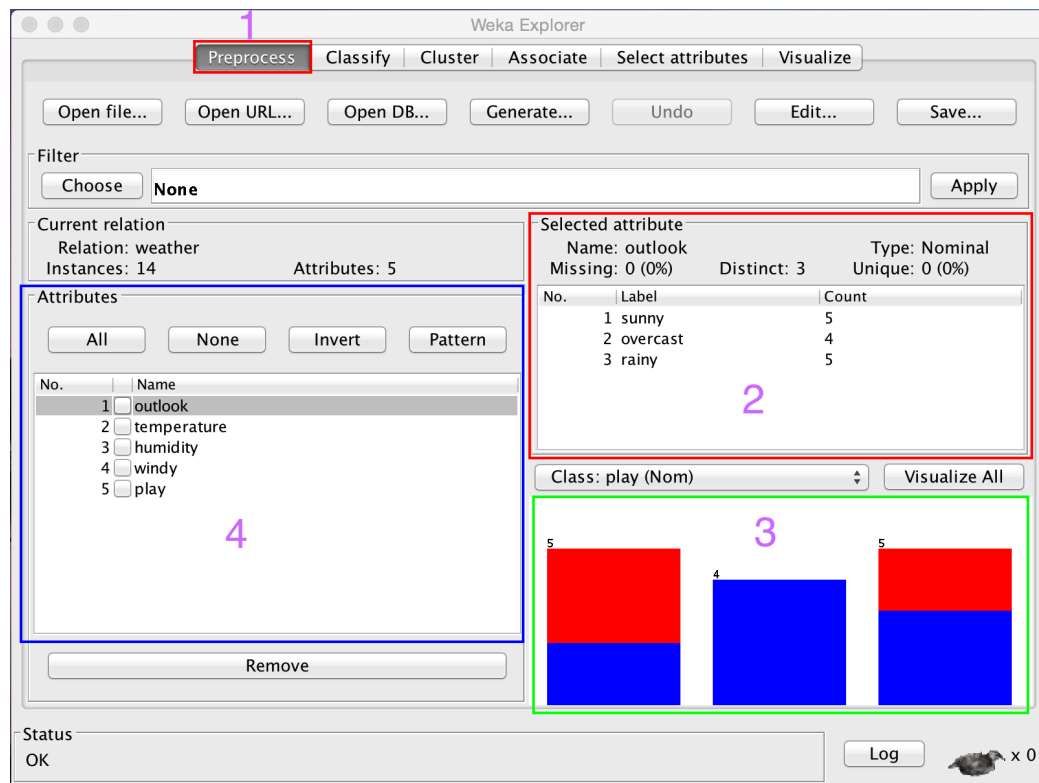 Weka Explorer
1
Preprocess Classify Cluster Associate Select attributes Visualize
Open file... Open URL... Open DB... Generate... Undo Edit... Save...
Filter
Choose None Apply
Current relation
Relation: weather
Instances: 14 Attributes: 5
Selected attribute
Name: outlook Type: Nominal
Missing: 0 (0%) Distinct: 3 Unique: 0 (0%)
No. Label Count
1 sunny 5
2 overcast 4
3 rainy 5
2
Attributes
All None Invert Pattern
No. Name
1 outlook
2 temperature
3 humidity
4 windy
5 play
4
Remove
Class: play (Nom) Visualize All
3
5 4 5
Status
OK
Log x 0